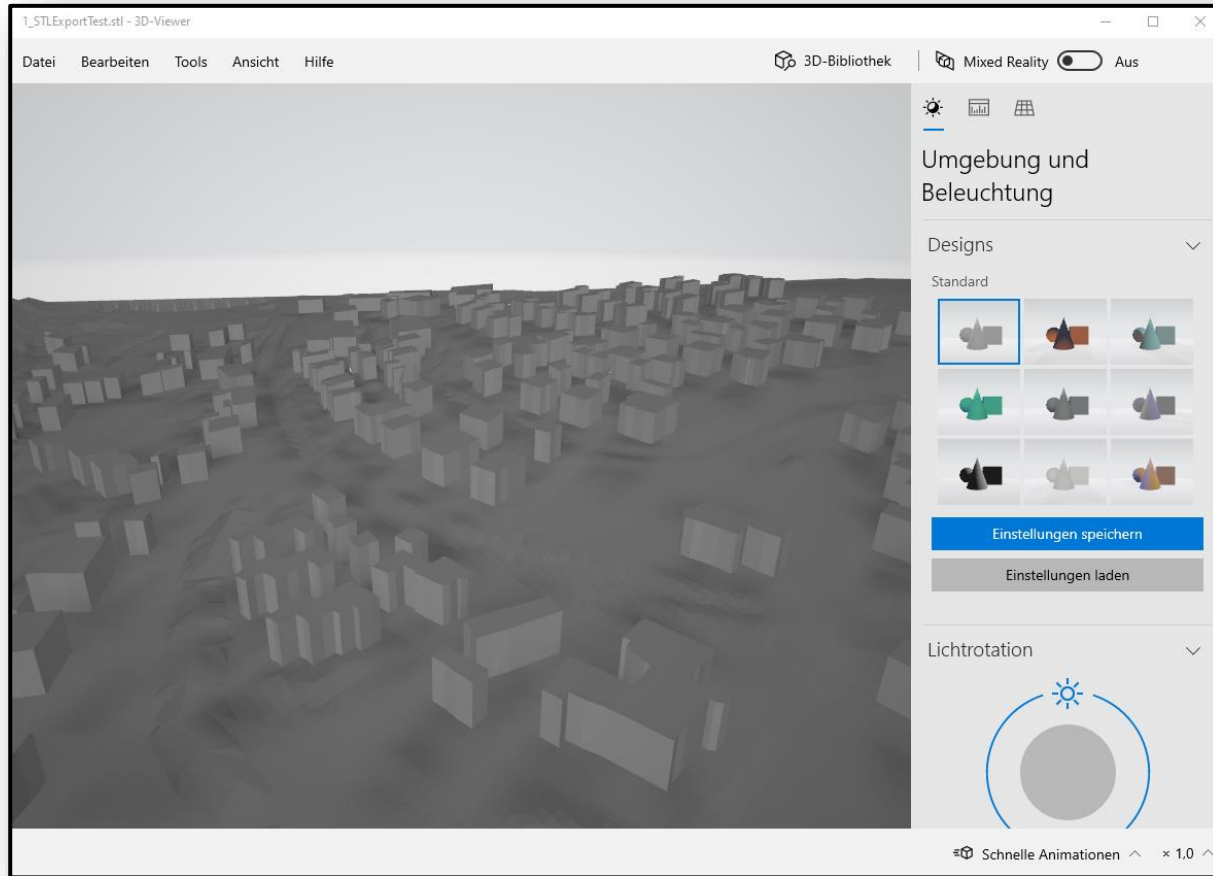 1_STLExportTest.stl - 3D-Viewer
Datei Bearbeiten Tools Ansicht Hilfe 3D-Bibliothek Mixed Reality Aus
Umgebung und
Beleuchtung
Designs
Standard
Einstellungen speichern
Einstellungen laden
Lichtrotation
Schnelle Animationen × 1,0